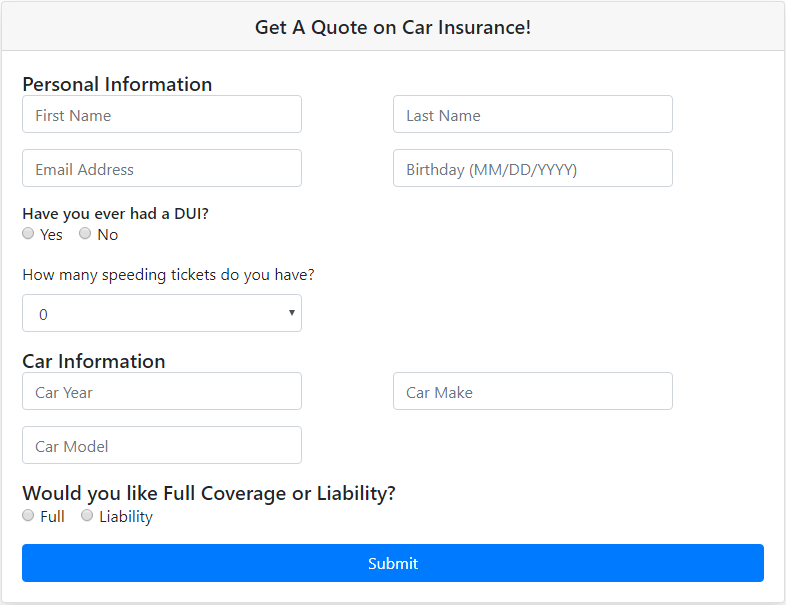 Get A Quote on Car Insurance!
Personal Information
First Name Last Name
Email Address Birthday (MM/DD/YYYY)
Have you ever had a DUI?
Yes No
How many speeding tickets do you have?
0
Car Information
Car Year Car Make
Car Model
Would you like Full Coverage or Liability?
Full Liability
Submit